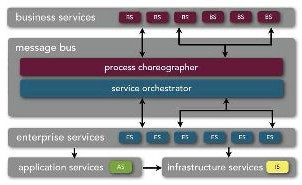 business services BS BS BS BS BS BS
message bus
process choreographer
service orchestrator
enterprise services ES ES ES ES ES ES
application services AS infrastructure services IS